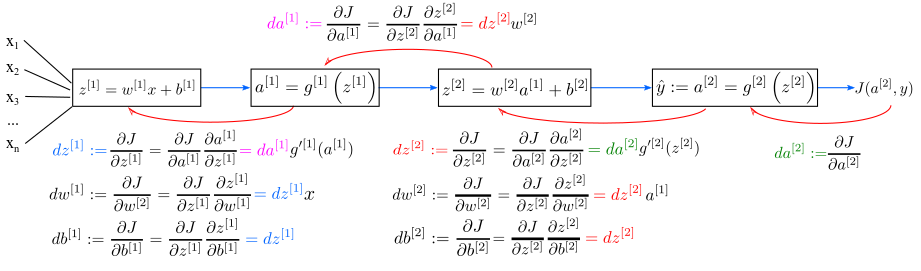 da^{[1]} := ∂J/∂a^{[1]} = ∂J/∂z^{[2]} ∂z^{[2]}/∂a^{[1]} = dz^{[2]}w^{[2]}
x_1
x_2
x_3
...
x_n
z^{[1]} = w^{[1]}x + b^{[1]}
a^{[1]} = g^{[1]}(z^{[1]})
z^{[2]} = w^{[2]}a^{[1]} + b^{[2]}
ŷ := a^{[2]} = g^{[2]}(z^{[2]})
J(a^{[2]}, y)
dz^{[1]} := ∂J/∂z^{[1]} = ∂J/∂a^{[1]} ∂a^{[1]}/∂z^{[1]} = da^{[1]}g'^{[1]}(a^{[1]})
dw^{[1]} := ∂J/∂w^{[2]} = ∂J/∂z^{[1]} ∂z^{[1]}/∂w^{[1]} = dz^{[1]}x
db^{[1]} := ∂J/∂b^{[1]} = ∂J/∂z^{[1]} ∂z^{[1]}/∂b^{[1]} = dz^{[1]}
dz^{[2]} := ∂J/∂z^{[2]} = ∂J/∂a^{[2]} ∂a^{[2]}/∂z^{[2]} = da^{[2]}g'^{[2]}(z^{[2]})
dw^{[2]} := ∂J/∂w^{[2]} = ∂J/∂z^{[2]} ∂z^{[2]}/∂w^{[2]} = dz^{[2]}a^{[1]}
db^{[2]} := ∂J/∂b^{[2]} = ∂J/∂z^{[2]} ∂z^{[2]}/∂b^{[2]} = dz^{[2]}
da^{[2]} := ∂J/∂a^{[2]}